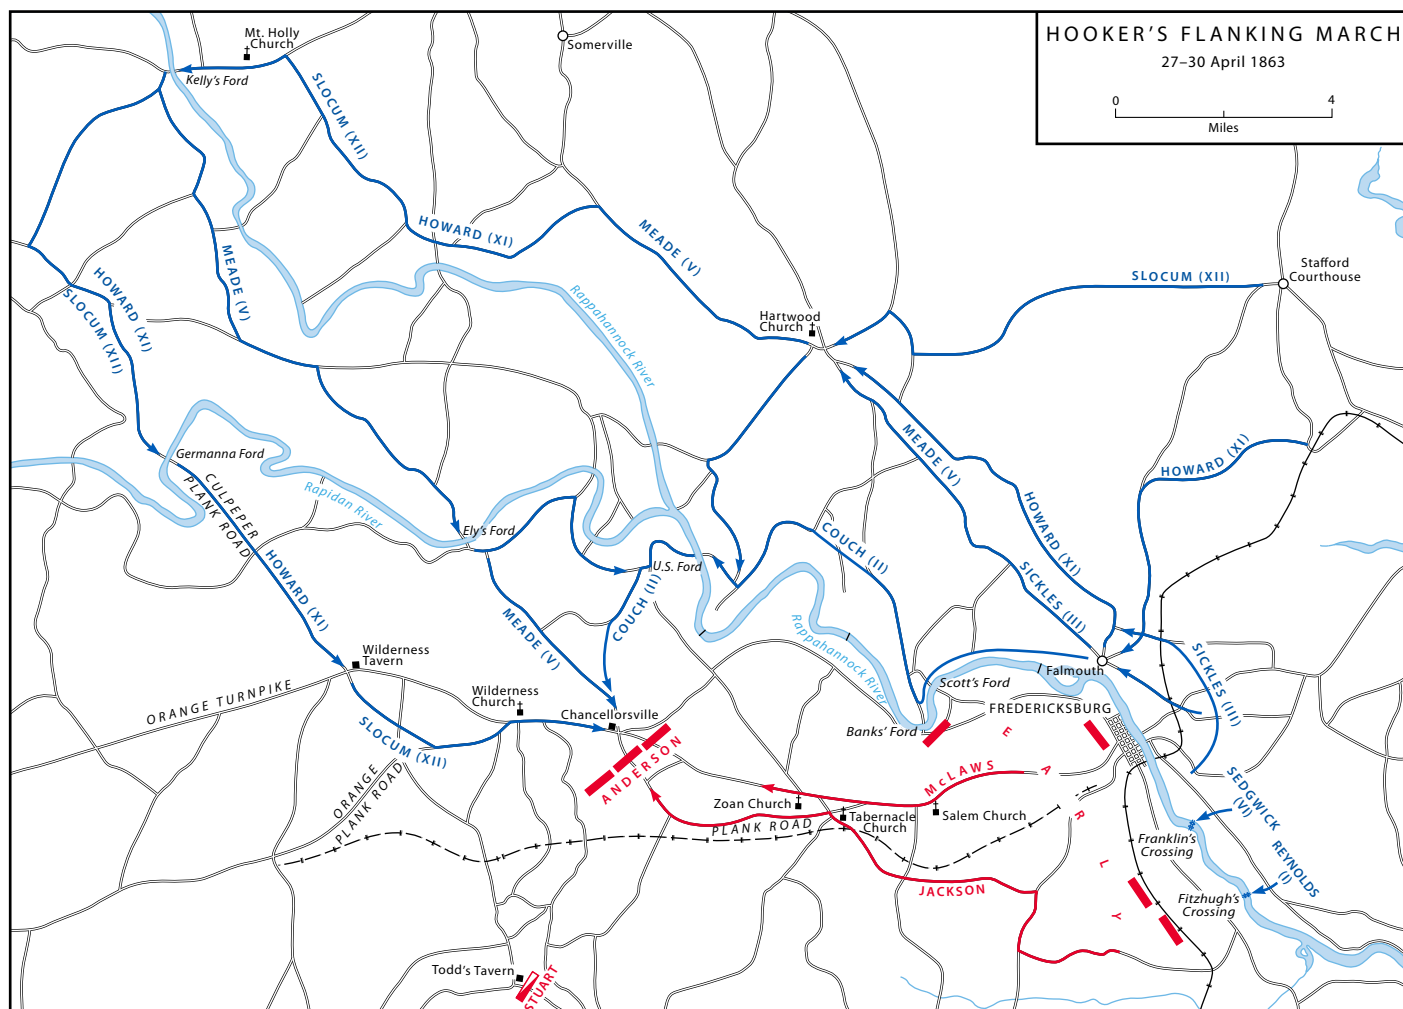 HOOKER'S FLANKING MARCH
27–30 April 1863
0
4
Miles
Mt. Holly
Church
Somerville
Kelly's Ford
SLOCUM (XII)
HOWARD (XI)
MEADE (V)
MEADE (V)
Rappahannock River
Hartwood
Church
SLOCUM (XII)
Stafford
Courthouse
HOWARD (XI)
SLOCUM (XII)
Germanna Ford
CULPEPER
PLANK ROAD
Rapidan River
Ely's Ford
MEADE (V)
HOWARD (XI)
HOWARD (XI)
COUCH (II)
U.S. Ford
COUCH (II)
SICKLES (III)
HOWARD (XI)
MEADE (V)
Rappahannock River
Wilderness
Tavern
ORANGE TURNPIKE
SLOCUM (XII)
Wilderness
Church
Chancellorsville
Falmouth
Scott's Ford
FREDERICKSBURG
Banks' Ford
SICKLES (III)
ANDERSON
McLAWS
EARLY
ORANGE
PLANK ROAD
Zoan Church
PLANK ROAD
Tabernacle
Church
Salem Church
SEDGWICK
(VI)
Franklin's
Crossing
REYNOLDS
(I)
Fitzhugh's
Crossing
JACKSON
Todd's Tavern
STUART